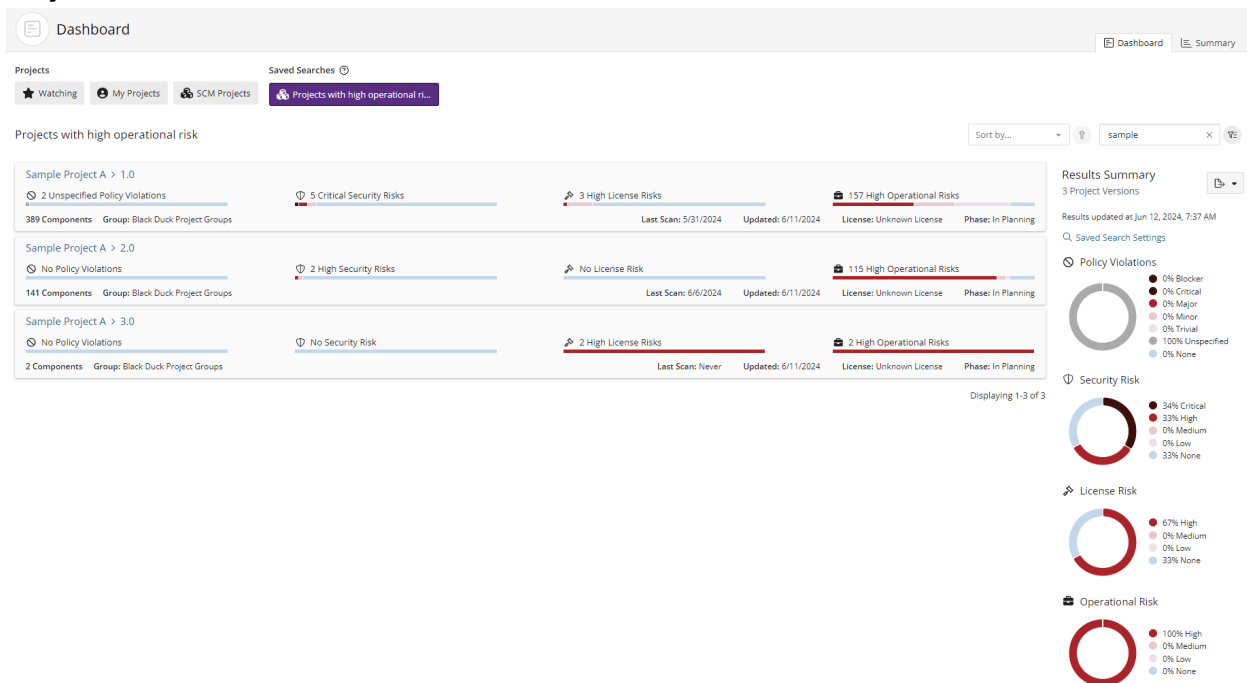 Dashboard
Dashboard Summary
Projects Saved Searches
Watching My Projects SCM Projects Projects with high operational ri...
Projects with high operational risk
Sort by... sample
Sample Project A > 1.0
2 Unspecified Policy Violations 5 Critical Security Risks 3 High License Risks 157 High Operational Risks
389 Components Group: Black Duck Project Groups Last Scan: 5/31/2024 Updated: 6/11/2024 License: Unknown License Phase: In Planning
Sample Project A > 2.0
No Policy Violations 2 High Security Risks No License Risk 115 High Operational Risks
141 Components Group: Black Duck Project Groups Last Scan: 6/6/2024 Updated: 6/11/2024 License: Unknown License Phase: In Planning
Sample Project A > 3.0
No Policy Violations No Security Risk 2 High License Risks 2 High Operational Risks
2 Components Group: Black Duck Project Groups Last Scan: Never Updated: 6/11/2024 License: Unknown License Phase: In Planning
Displaying 1-3 of 3
Results Summary
3 Project Versions
Results updated at Jun 12, 2024, 7:37 AM
Saved Search Settings
Policy Violations
0% Blocker
0% Critical
0% Major
0% Minor
0% Trivial
100% Unspecified
0% None
Security Risk
34% Critical
33% High
0% Medium
0% Low
33% None
License Risk
67% High
0% Medium
0% Low
33% None
Operational Risk
100% High
0% Medium
0% Low
0% None